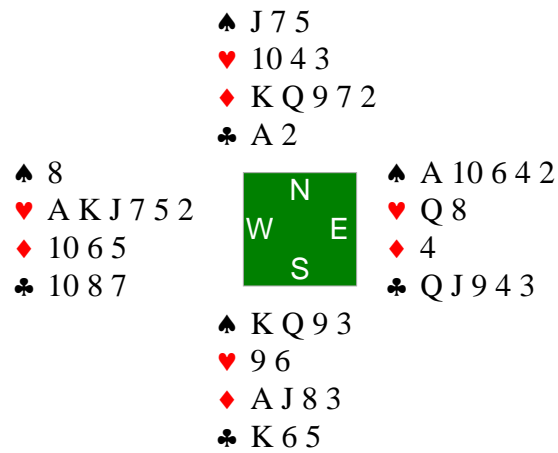 ♠ J 7 5
♥ 10 4 3
♦ K Q 9 7 2
♣ A 2
♠ 8
♥ A K J 7 5 2
♦ 10 6 5
♣ 10 8 7
N
W E
S
♠ A 10 6 4 2
♥ Q 8
♦ 4
♣ Q J 9 4 3
♠ K Q 9 3
♥ 9 6
♦ A J 8 3
♣ K 6 5